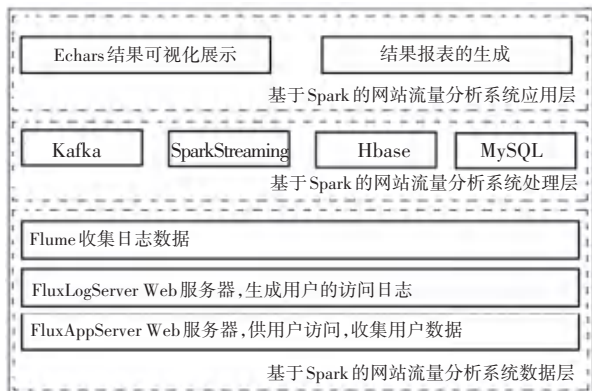 Echars结果可视化展示 结果报表的生成
基于Spark的网站流量分析系统应用层
Kafka SparkStreaming Hbase MySQL
基于Spark的网站流量分析系统处理层
Flume收集日志数据
FluxLogServer Web服务器,生成用户的访问日志
FluxAppServer Web服务器,供用户访问,收集用户数据
基于Spark的网站流量分析系统数据层